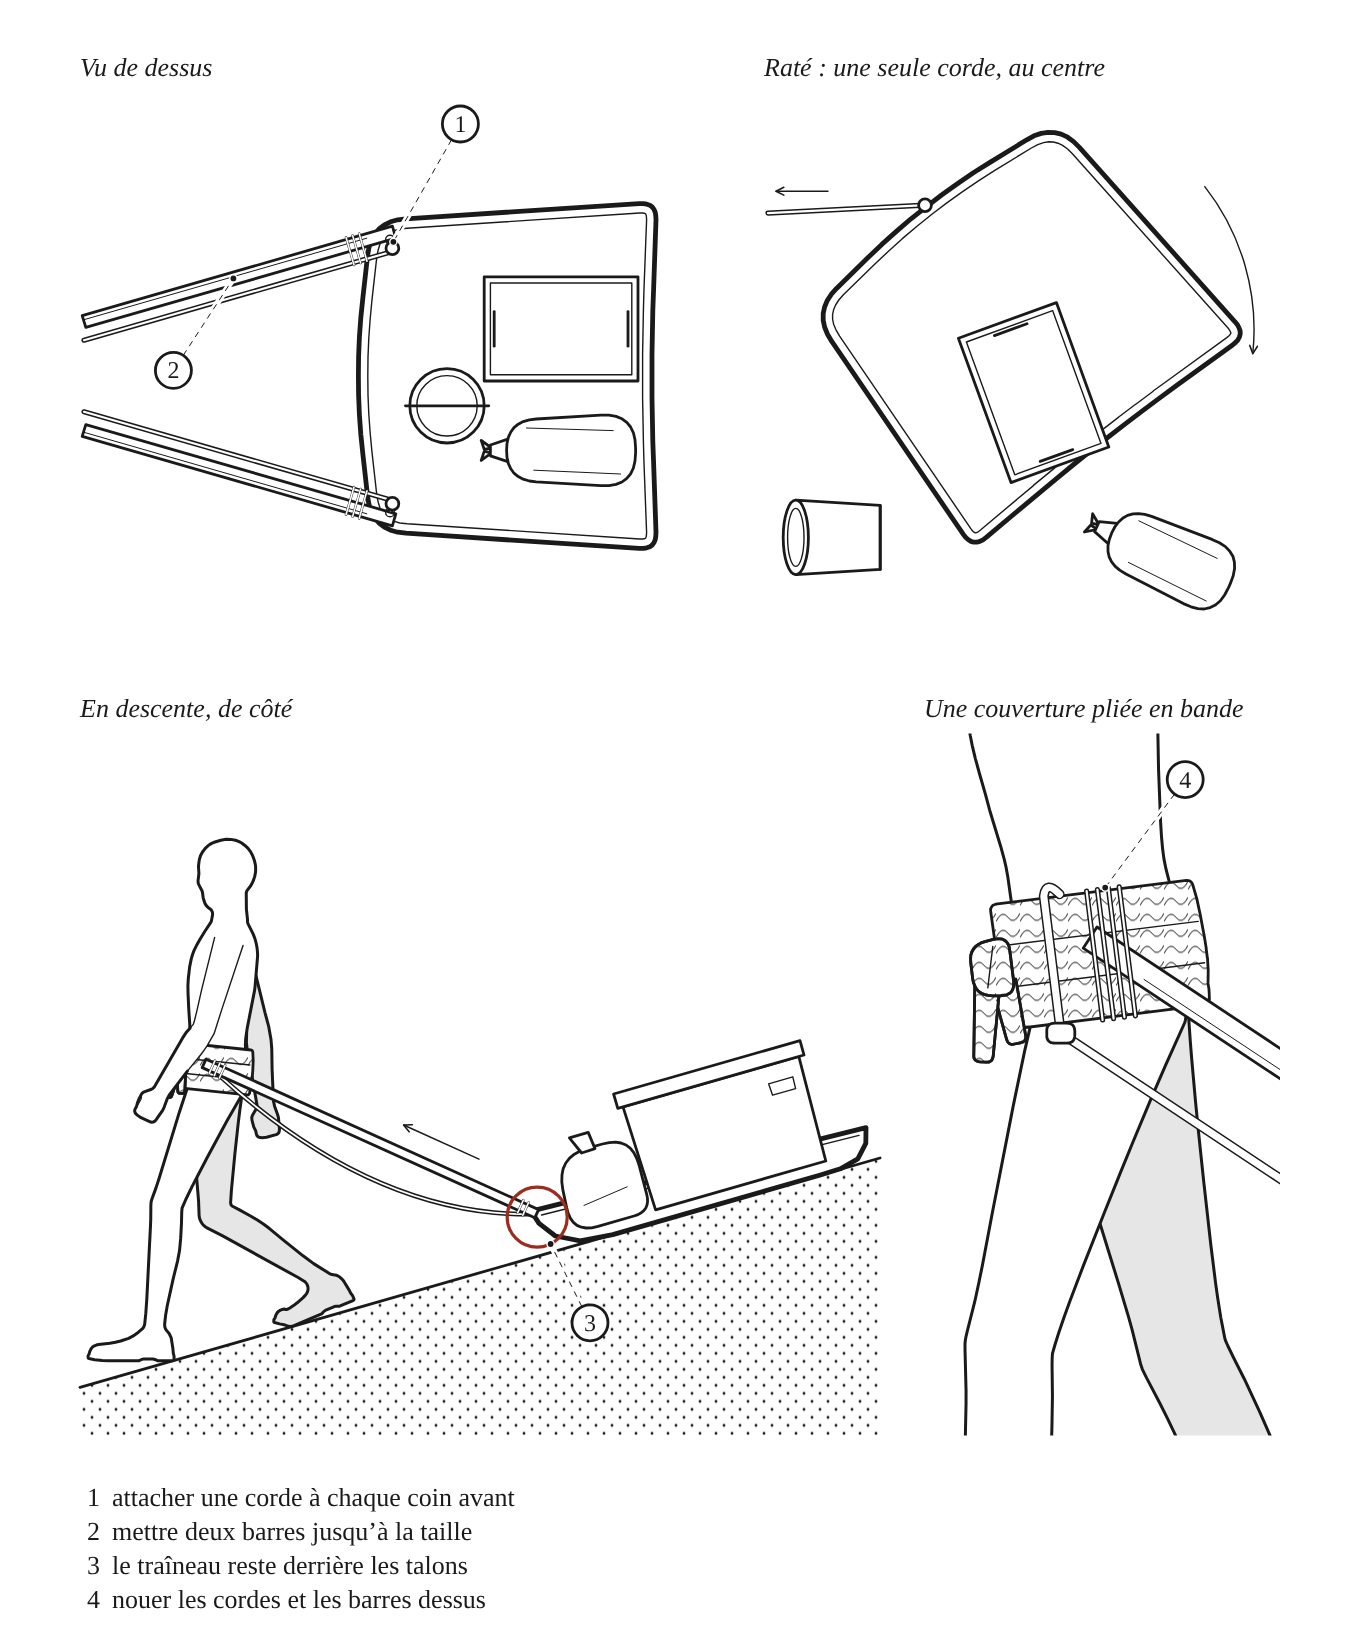 Vu de dessus
Raté : une seule corde, au centre
1
2
En descente, de côté
Une couverture pliée en bande
4
3
1 attacher une corde à chaque coin avant
2 mettre deux barres jusqu’à la taille
3 le traîneau reste derrière les talons
4 nouer les cordes et les barres dessus